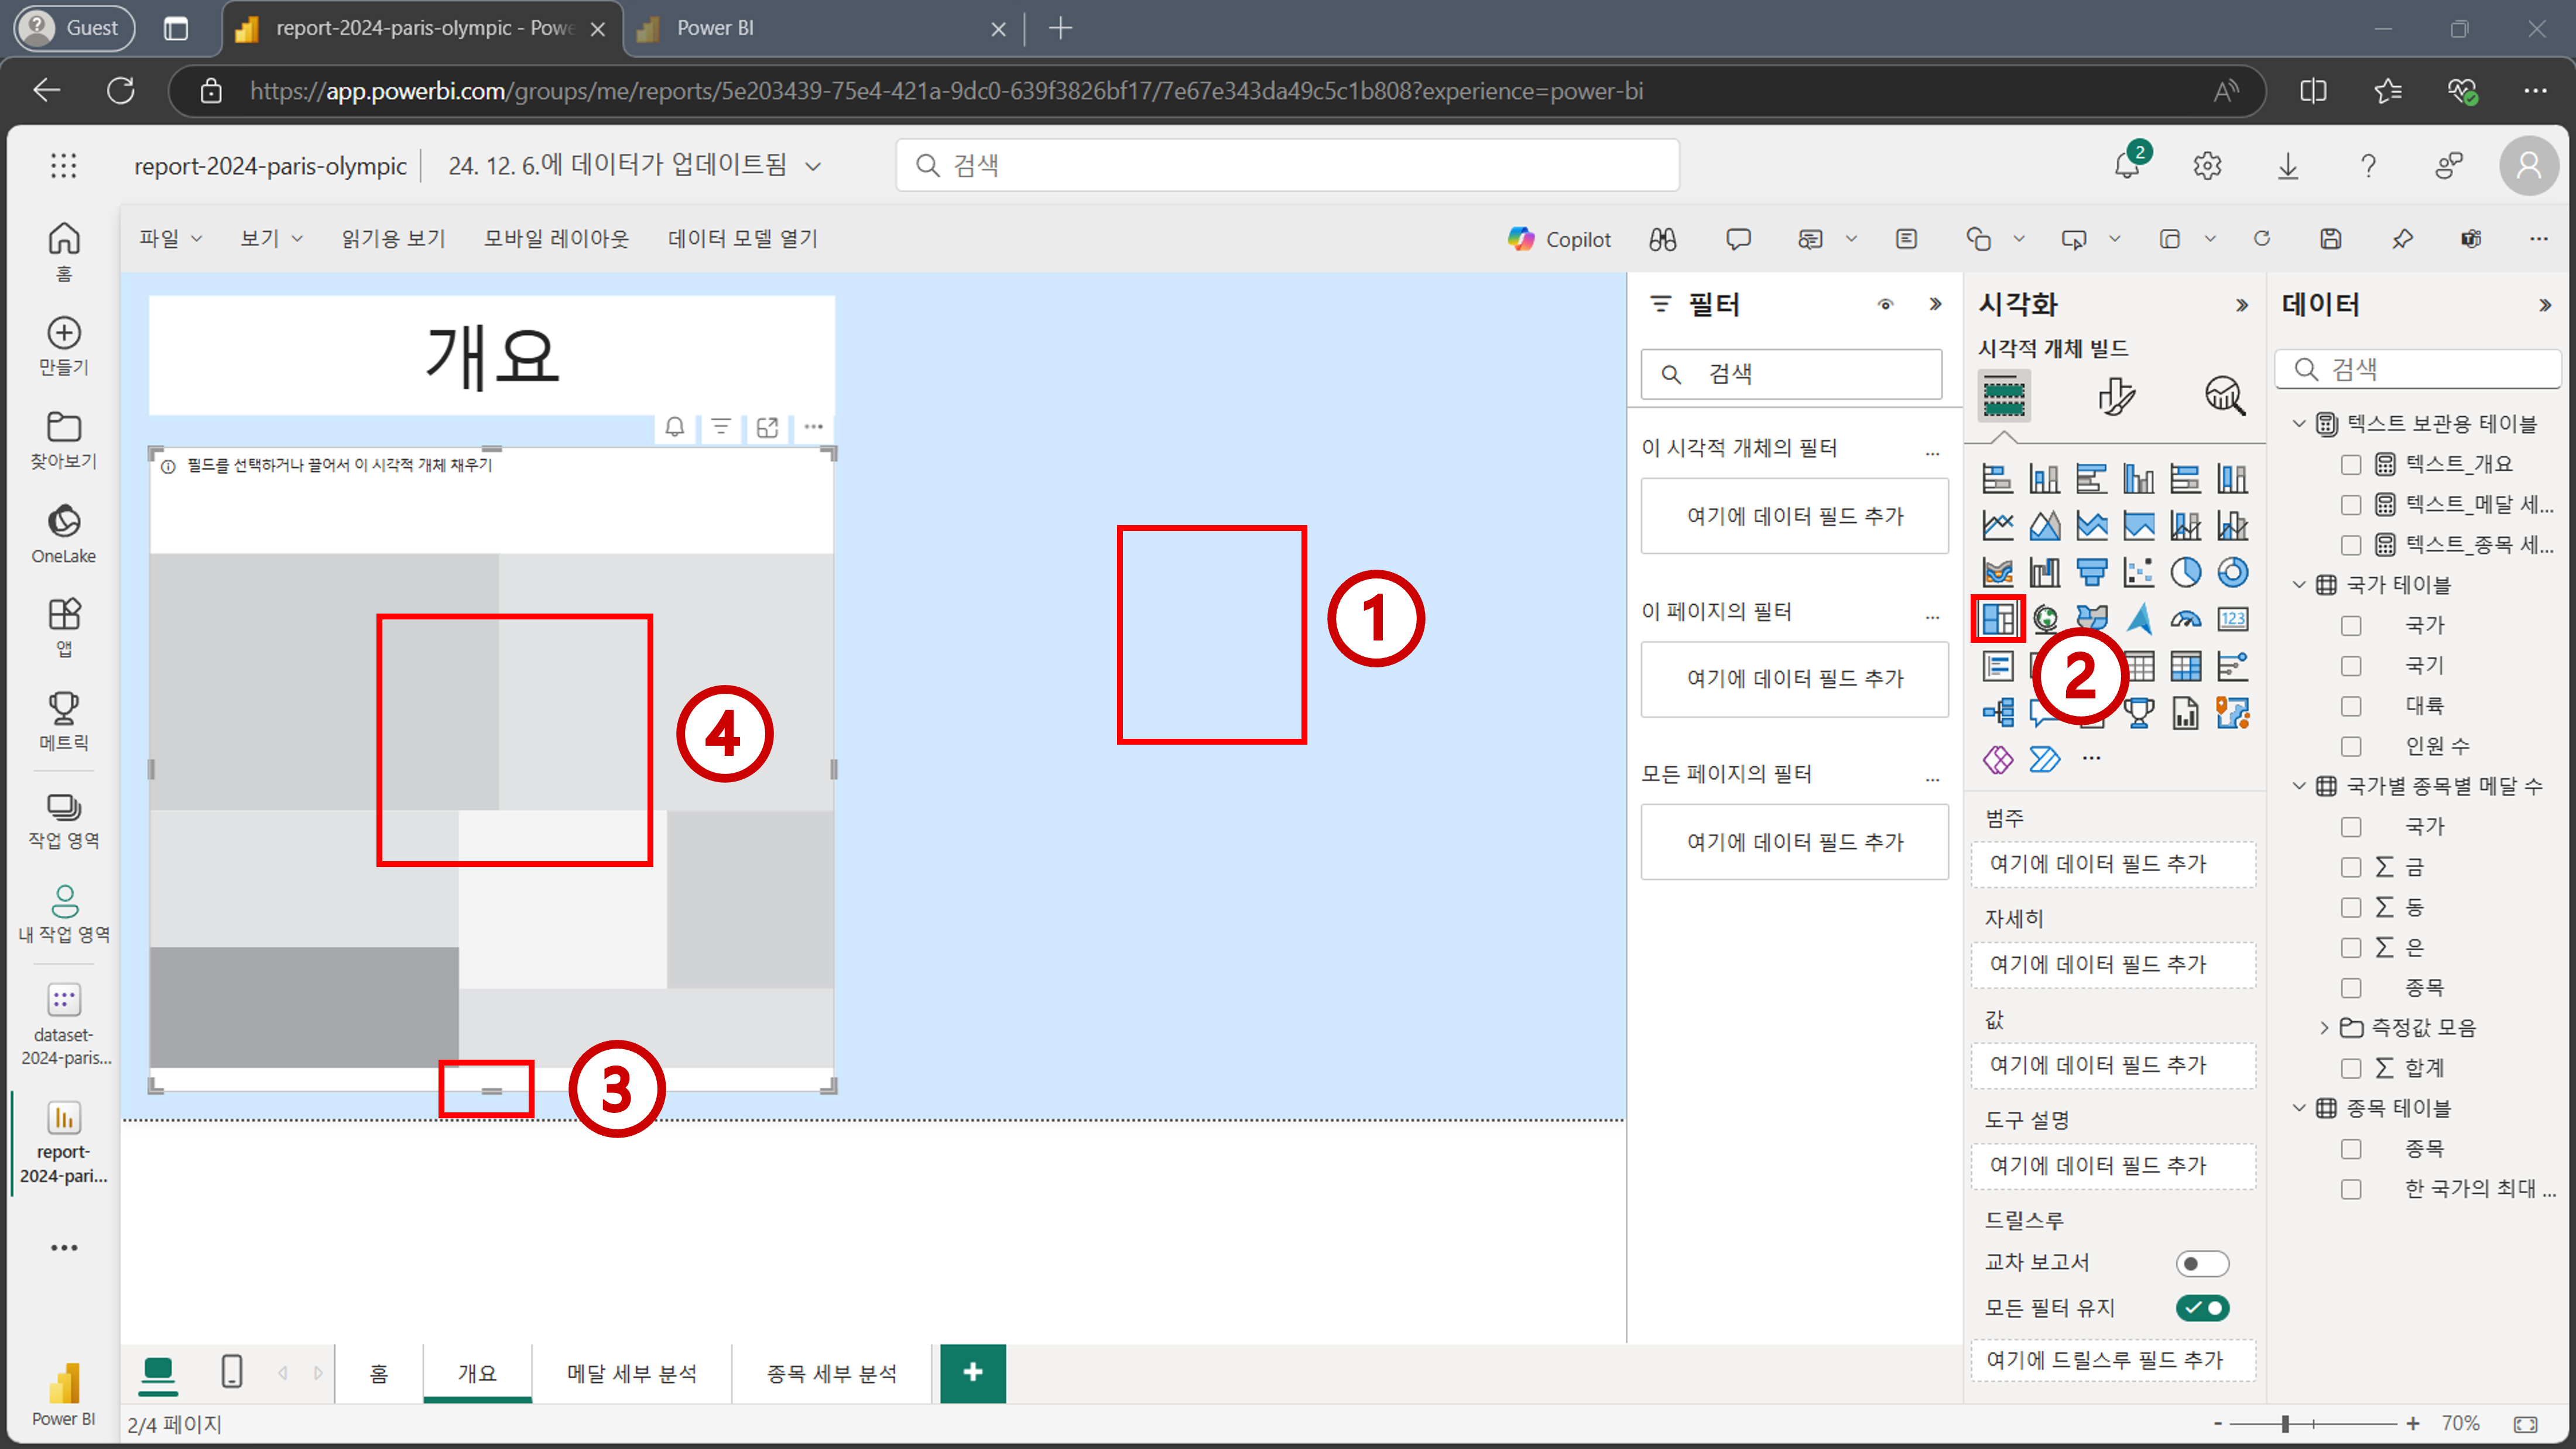 Guest
report-2024-paris-olympic - Powe
Power BI
https://app.powerbi.com/groups/me/reports/5e203439-75e4-421a-9dc0-639f3826bf17/7e67e343da49c5c1b808?experience=power-bi
report-2024-paris-olympic
24. 12. 6.에 데이터가 업데이트됨
검색
2
파일
보기
읽기용 보기
모바일 레이아웃
데이터 모델 열기
Copilot
홈
만들기
찾아보기
OneLake
앱
메트릭
작업 영역
내 작업 영역
dataset-
2024-paris...
report-
2024-pari...
Power BI
개요
필드를 선택하거나 끌어서 이 시각적 개체 채우기
1
2
3
4
필터
검색
이 시각적 개체의 필터
여기에 데이터 필드 추가
이 페이지의 필터
여기에 데이터 필드 추가
모든 페이지의 필터
여기에 데이터 필드 추가
시각화
시각적 개체 빌드
123
범주
여기에 데이터 필드 추가
자세히
여기에 데이터 필드 추가
값
여기에 데이터 필드 추가
도구 설명
여기에 데이터 필드 추가
드릴스루
교차 보고서
모든 필터 유지
여기에 드릴스루 필드 추가
데이터
검색
텍스트 보관용 테이블
텍스트_개요
텍스트_메달 세...
텍스트_종목 세...
국가 테이블
국가
국기
대륙
인원 수
국가별 종목별 메달 수
국가
∑ 금
∑ 동
∑ 은
종목
측정값 모음
∑ 합계
종목 테이블
종목
한 국가의 최대 ...
홈
개요
메달 세부 분석
종목 세부 분석
2/4 페이지
70%